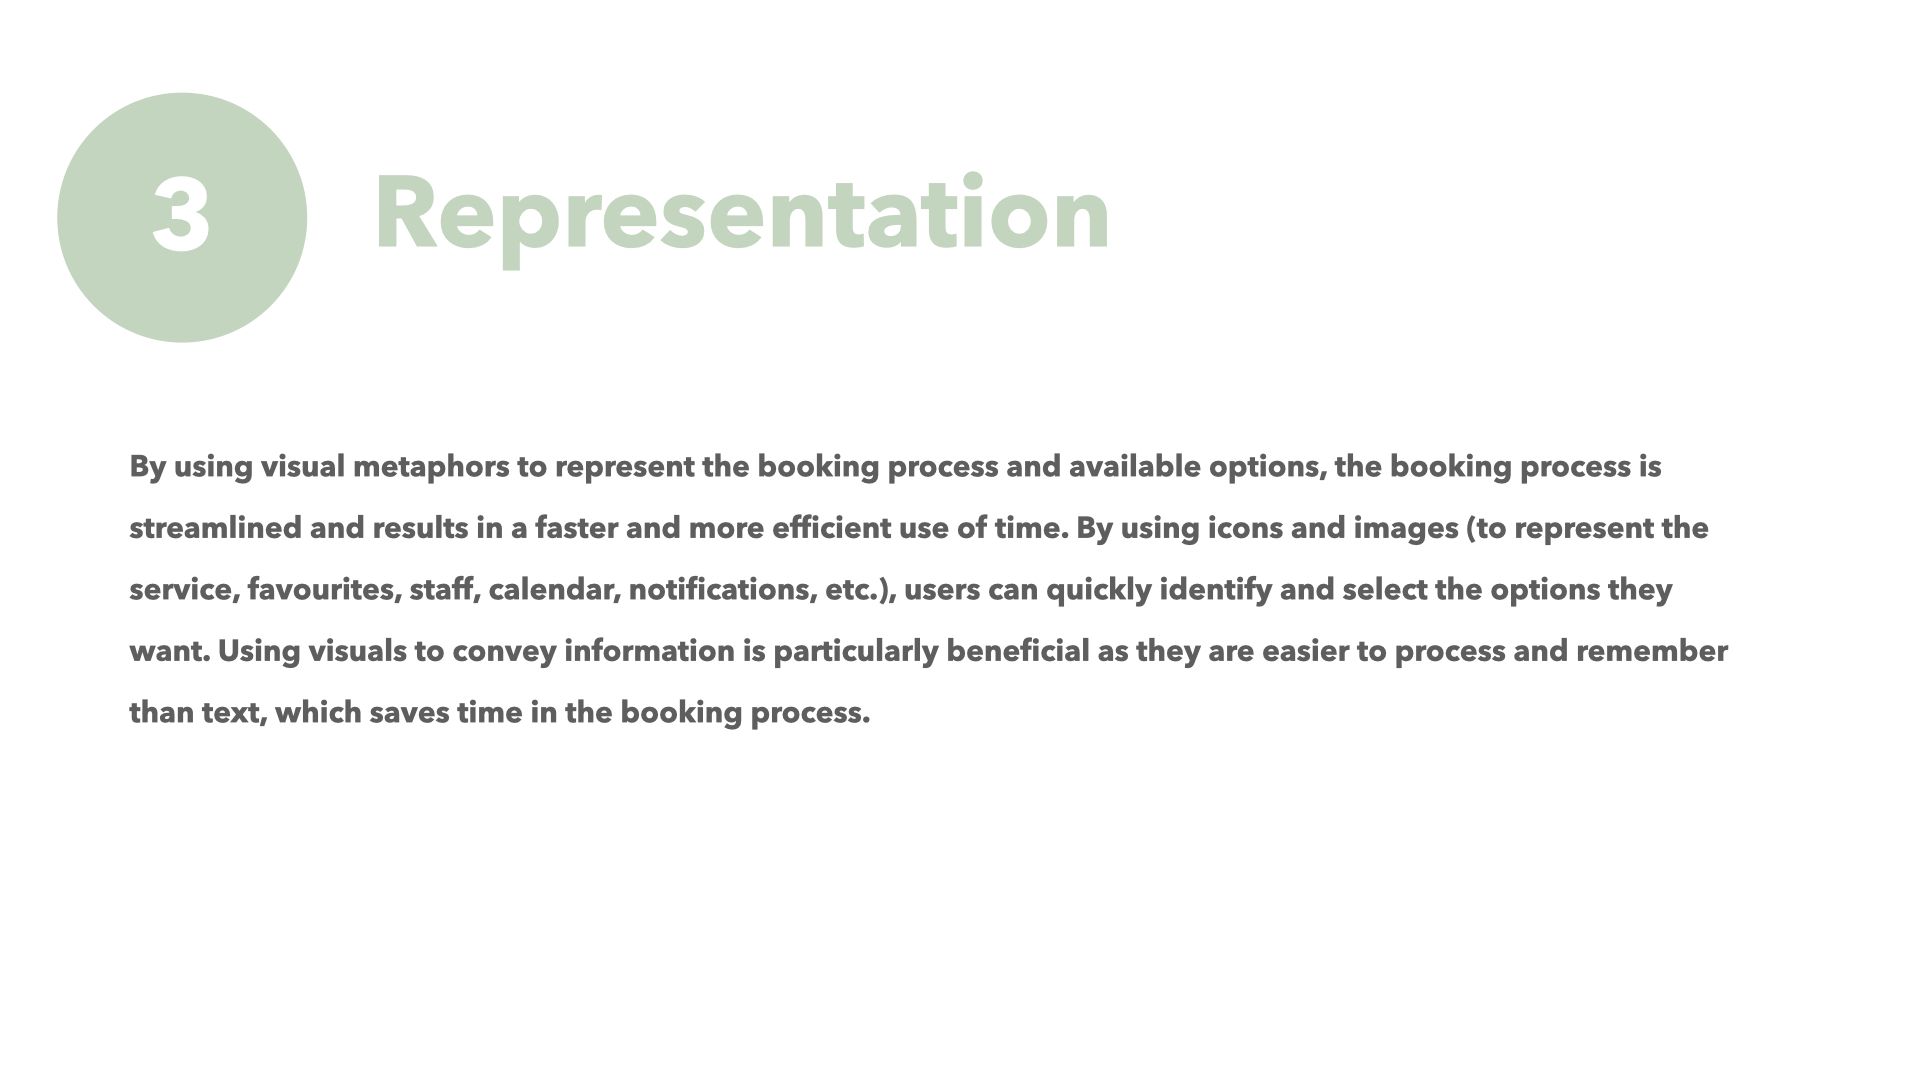 3
Representation
By using visual metaphors to represent the booking process and available options, the booking process is
streamlined and results in a faster and more efficient use of time. By using icons and images (to represent the
service, favourites, staff, calendar, notifications, etc.), users can quickly identify and select the options they
want. Using visuals to convey information is particularly beneficial as they are easier to process and remember
than text, which saves time in the booking process.